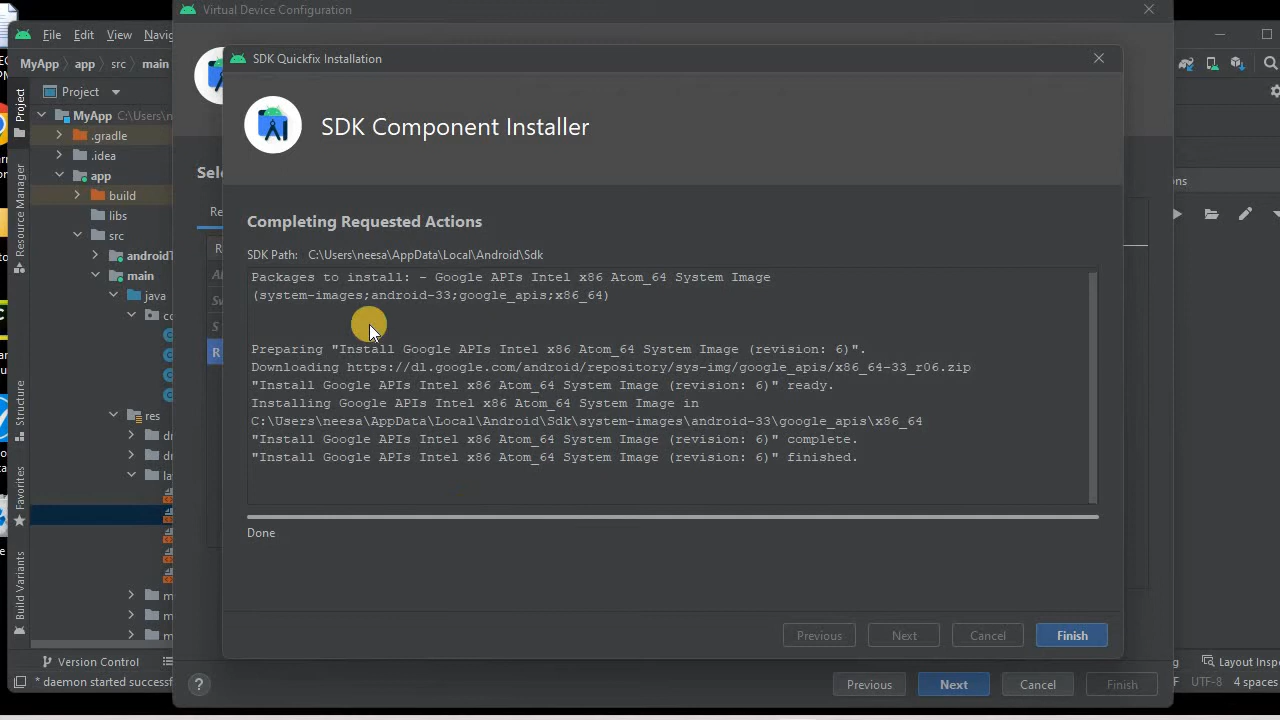 Virtual Device Configuration
File Edit View Navig
SDK Quickfix Installation
MyApp app src main
SDK Component Installer
Project
Project
MyApp C:\Users\n
.gradle
.idea
app
Sele
ns
build
Re
libs
Completing Requested Actions
src
R
SDK Path: C:\Users\neesa\AppData\Local\Android\Sdk
androidT
Resource Manager
main
Packages to install: - Google APIs Intel x86 Atom_64 System Image
(system-images;android-33;google_apis;x86_64)
java
S
Preparing "Install Google APIs Intel x86 Atom_64 System Image (revision: 6)".
R
Downloading https://dl.google.com/android/repository/sys-img/google_apis/x86_64-33_r06.zip
"Install Google APIs Intel x86 Atom_64 System Image (revision: 6)" ready.
Installing Google APIs Intel x86 Atom_64 System Image in
C:\Users\neesa\AppData\Local\Android\Sdk\system-images\android-33\google_apis\x86_64
"Install Google APIs Intel x86 Atom_64 System Image (revision: 6)" complete.
"Install Google APIs Intel x86 Atom_64 System Image (revision: 6)" finished.
Structure
res
Favorites
Done
Build Variants
Previous Next Cancel Finish
Version Control
Layout Inspe
* daemon started successf
? Previous Next Cancel Finish
UTF-8 4 spaces